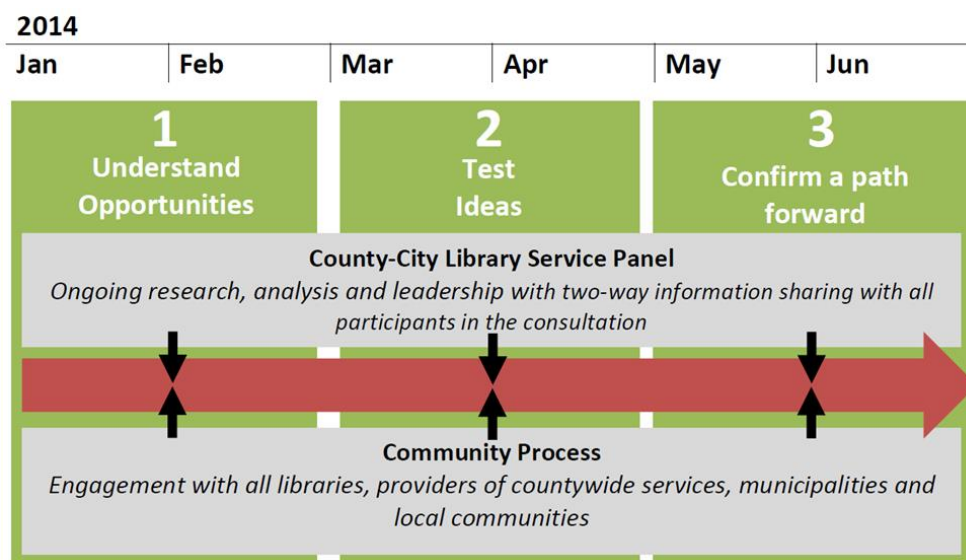 2014
Jan Feb Mar Apr May Jun
1
Understand
Opportunities
2
Test
Ideas
3
Confirm a path
forward
County-City Library Service Panel
Ongoing research, analysis and leadership with two-way information sharing with all
participants in the consultation
Community Process
Engagement with all libraries, providers of countywide services, municipalities and
local communities